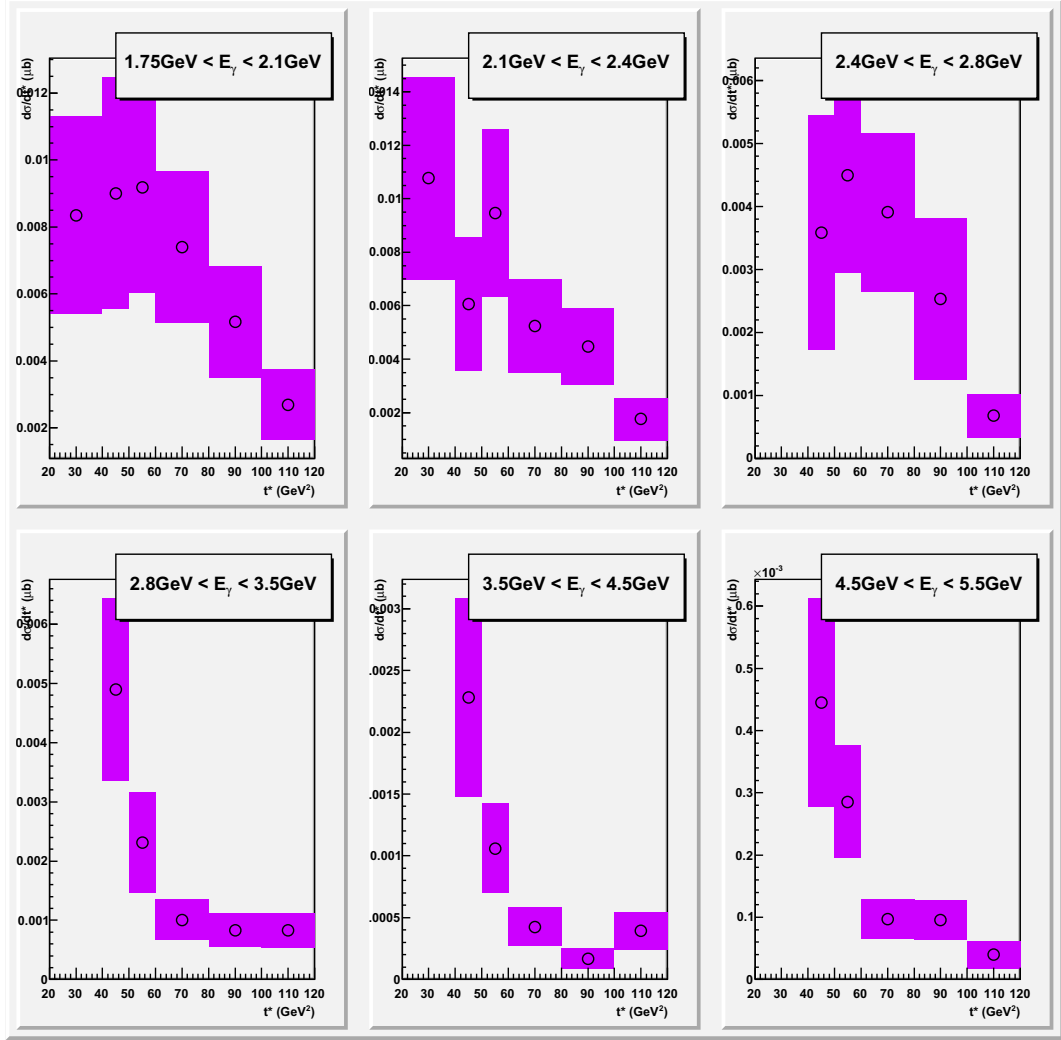 1.75GeV < Eγ < 2.1GeV
dσ/dt* (μb)
0.012
0.01
0.008
0.006
0.004
0.002
20 30 40 50 60 70 80 90 100 110 120
t* (GeV²)
2.1GeV < Eγ < 2.4GeV
dσ/dt* (μb)
0.014
0.012
0.01
0.008
0.006
0.004
0.002
20 30 40 50 60 70 80 90 100 110 120
t* (GeV²)
2.4GeV < Eγ < 2.8GeV
dσ/dt* (μb)
0.006
0.005
0.004
0.003
0.002
0.001
0
20 30 40 50 60 70 80 90 100 110 120
t* (GeV²)
2.8GeV < Eγ < 3.5GeV
dσ/dt* (μb)
0.006
0.005
0.004
0.003
0.002
0.001
0
20 30 40 50 60 70 80 90 100 110 120
t* (GeV²)
3.5GeV < Eγ < 4.5GeV
dσ/dt* (μb)
0.003
.0025
0.002
.0015
0.001
.0005
0
20 30 40 50 60 70 80 90 100 110 120
t* (GeV²)
×10⁻³
4.5GeV < Eγ < 5.5GeV
dσ/dt* (μb)
0.6
0.5
0.4
0.3
0.2
0.1
0
20 30 40 50 60 70 80 90 100 110 120
t* (GeV²)